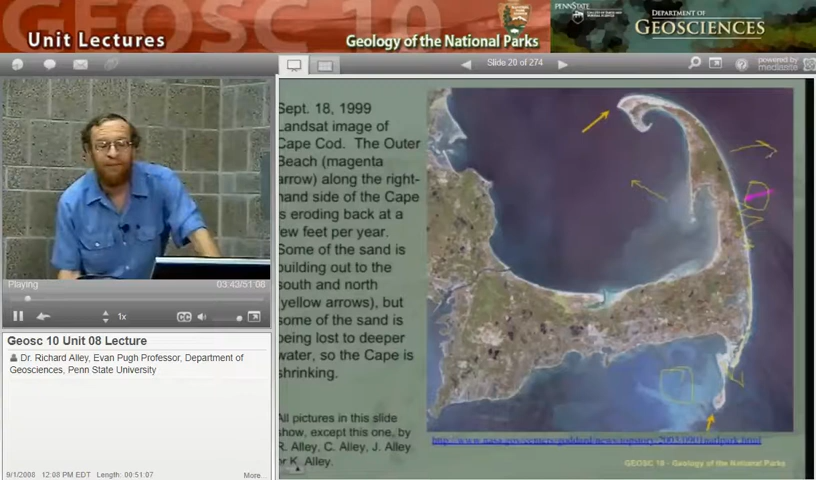 GEOSC 10
Unit Lectures
Geology of the National Parks
PENNSTATE
DEPARTMENT OF
GEOSCIENCES
Slide 20 of 274
powered by
mediasite
Sept. 18, 1999
Landsat image of
Cape Cod. The Outer
Beach (magenta
arrow) along the right-
hand side of the Cape
is eroding back at a
few feet per year.
Some of the sand is
building out to the
south and north
(yellow arrows), but
some of the sand is
being lost to deeper
water, so the Cape is
shrinking.
All pictures in this slide
show, except this one, by
R. Alley, C. Alley, J. Alley
or K. Alley.
GEOSC 10 - Geology of the National Parks
Playing
03:43/51:08
1x
CC
Geosc 10 Unit 08 Lecture
Dr. Richard Alley, Evan Pugh Professor, Department of
Geosciences, Penn State University
9/1/2008 12:08 PM EDT Length: 00:51:07
More